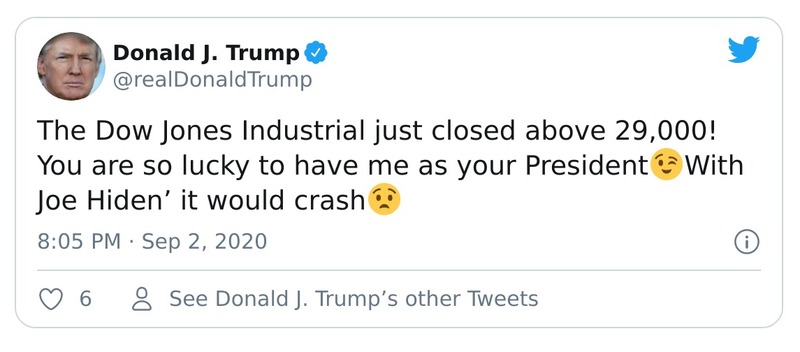 Donald J. Trump
@realDonaldTrump
The Dow Jones Industrial just closed above 29,000!
You are so lucky to have me as your President😉With
Joe Hiden’ it would crash😟
8:05 PM · Sep 2, 2020
6 See Donald J. Trump’s other Tweets